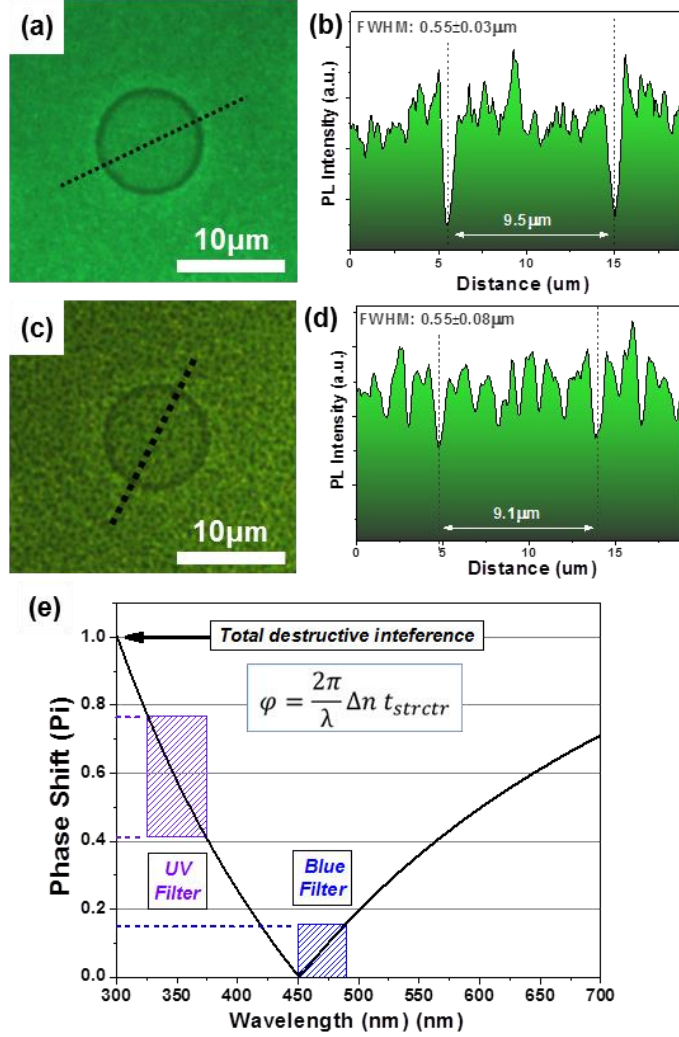 (a)
10μm
(b)
FWHM: 0.55±0.03μm
PL Intensity (a.u.)
9.5μm
0 5 10 15
Distance (um)
(c)
10μm
(d)
FWHM: 0.55±0.08μm
PL Intensity (a.u.)
9.1μm
0 5 10 15
Distance (um)
(e)
Total destructive inteference
φ = 2π/λ Δn t_strctr
Phase Shift (Pi)
1.0
0.8
0.6
0.4
0.2
0.0
UV
Filter
Blue
Filter
300 350 400 450 500 550 600 650 700
Wavelength (nm) (nm)